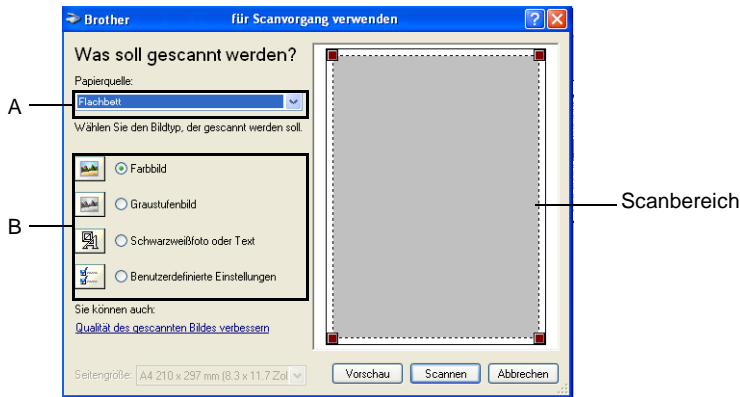 Brother für Scanvorgang verwenden
Was soll gescannt werden?
Papierquelle:
A
Flachbett
Wählen Sie den Bildtyp, der gescannt werden soll.
Farbbild
Graustufenbild
Scanbereich
B
Schwarzweißfoto oder Text
Benutzerdefinierte Einstellungen
Sie können auch:
Qualität des gescannten Bildes verbessern
Seitengröße: A4 210 x 297 mm (8.3 x 11.7 Zol
Vorschau Scannen Abbrechen